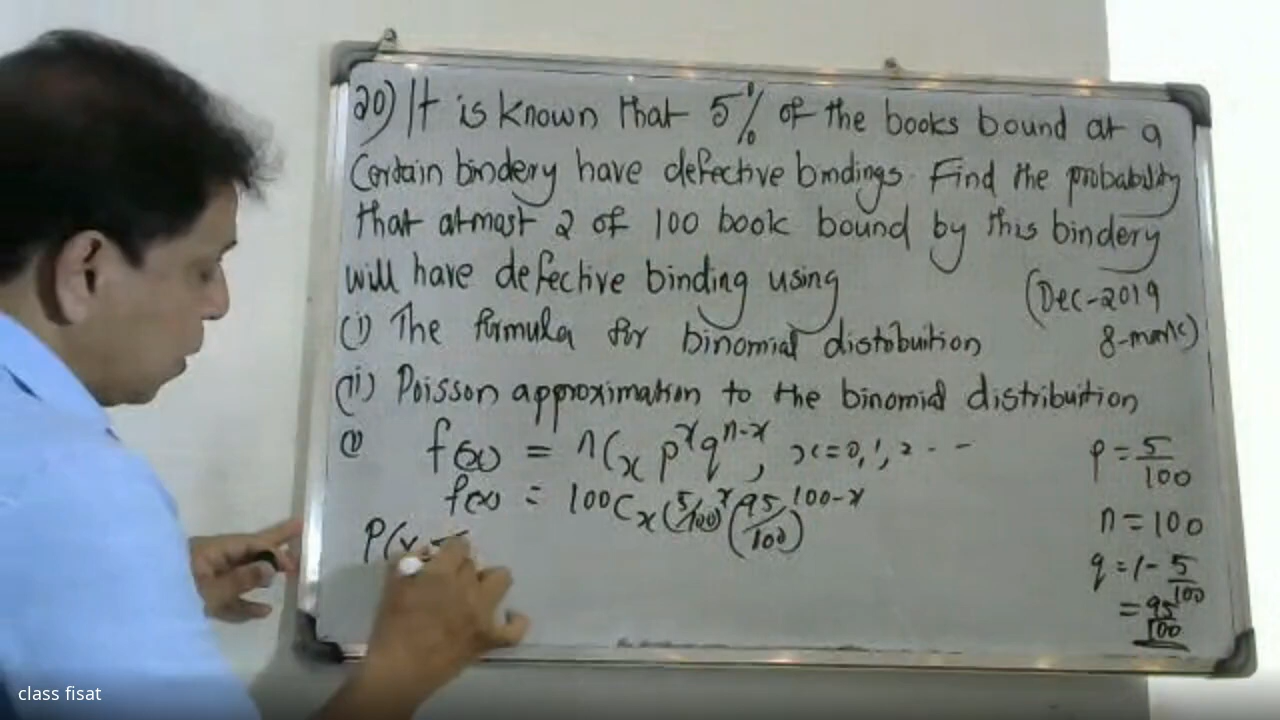 20) It is known that 5% of the books bound at a
Certain bindery have defective bindings. Find the probability
that atmost 2 of 100 book bound by this bindery
will have defective binding using
(Dec-2019
8-mark)
(i) The formula for binomial distribuition
(ii) Poisson approximation to the binomial distribuition
(i) f(x) = nCx p^x q^n-x, x=0,1,2 - - -
f(x) = 100Cx (5/100)^x (95/100)^100-x
P(x
p = 5/100
n = 100
q = 1 - 5/100
= 95/100
class fisat